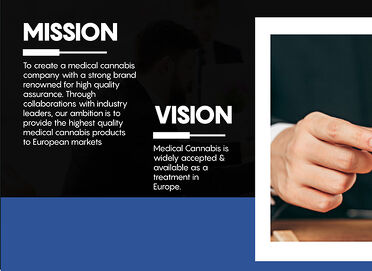 MISSION
To create a medical cannabis
company with a strong brand
renowned for high quality
assurance. Through
collaborations with industry
leaders, our ambition is to
provide the highest quality
medical cannabis products
to European markets
VISION
Medical Cannabis is
widely accepted &
available as a
treatment in
Europe.